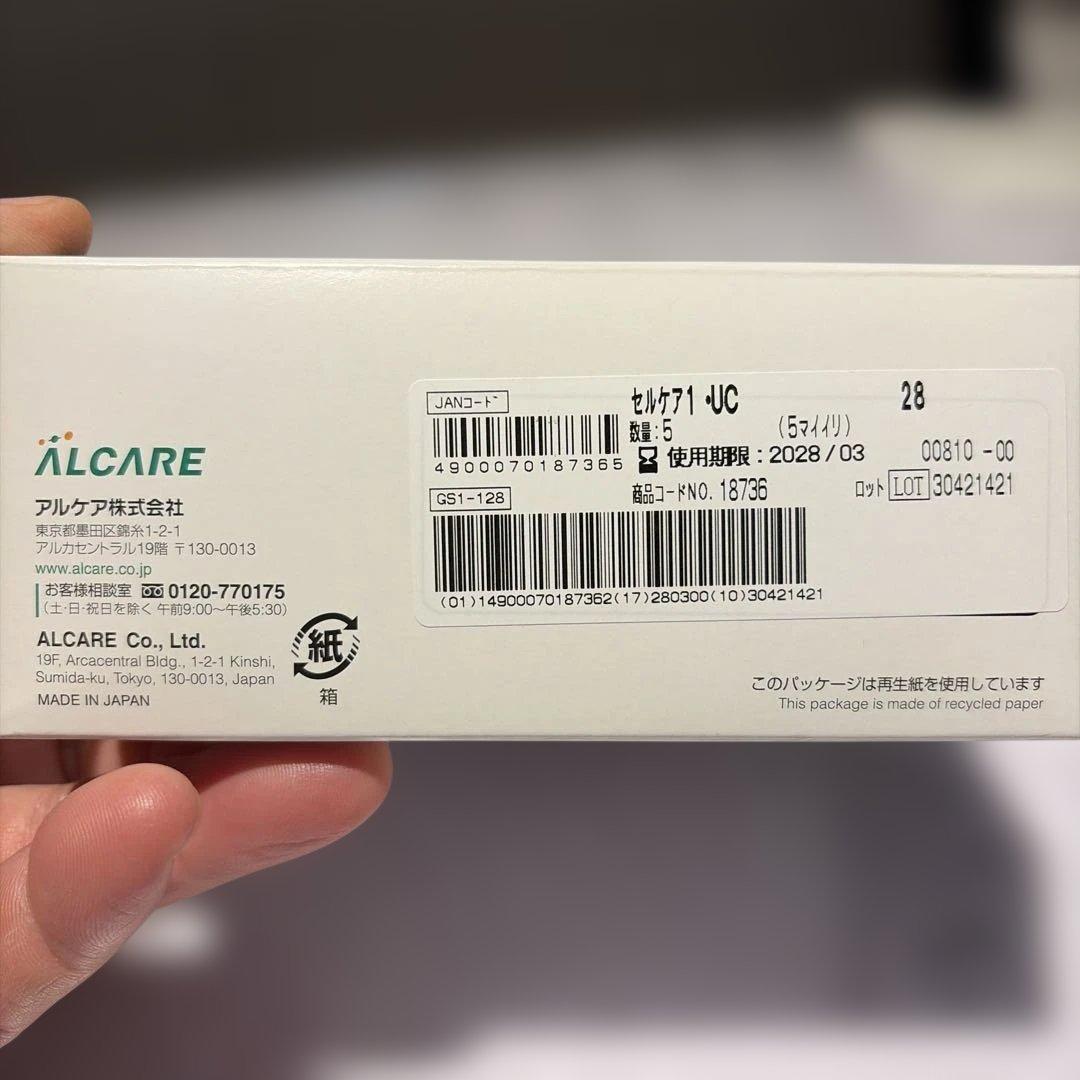 ALCARE
アルケア株式会社
東京都墨田区錦糸1-2-1
アルカセントラル19階 〒130-0013
www.alcare.co.jp
お客様相談室 0120-770175
(土・日・祝日を除く 午前9:00〜午後5:30)
ALCARE Co., Ltd.
19F, Arcacentral Bldg., 1-2-1 Kinshi,
Sumida-ku, Tokyo, 130-0013, Japan
MADE IN JAPAN
紙
箱
JANコード
4900070187365
セルケア1・UC 28
数量:5 (5マイイリ)
使用期限:2028/03 00810-00
商品コードNO. 18736 ロット LOT 30421421
GS1-128
(01)14900070187362(17)280300(10)30421421
このパッケージは再生紙を使用しています
This package is made of recycled paper